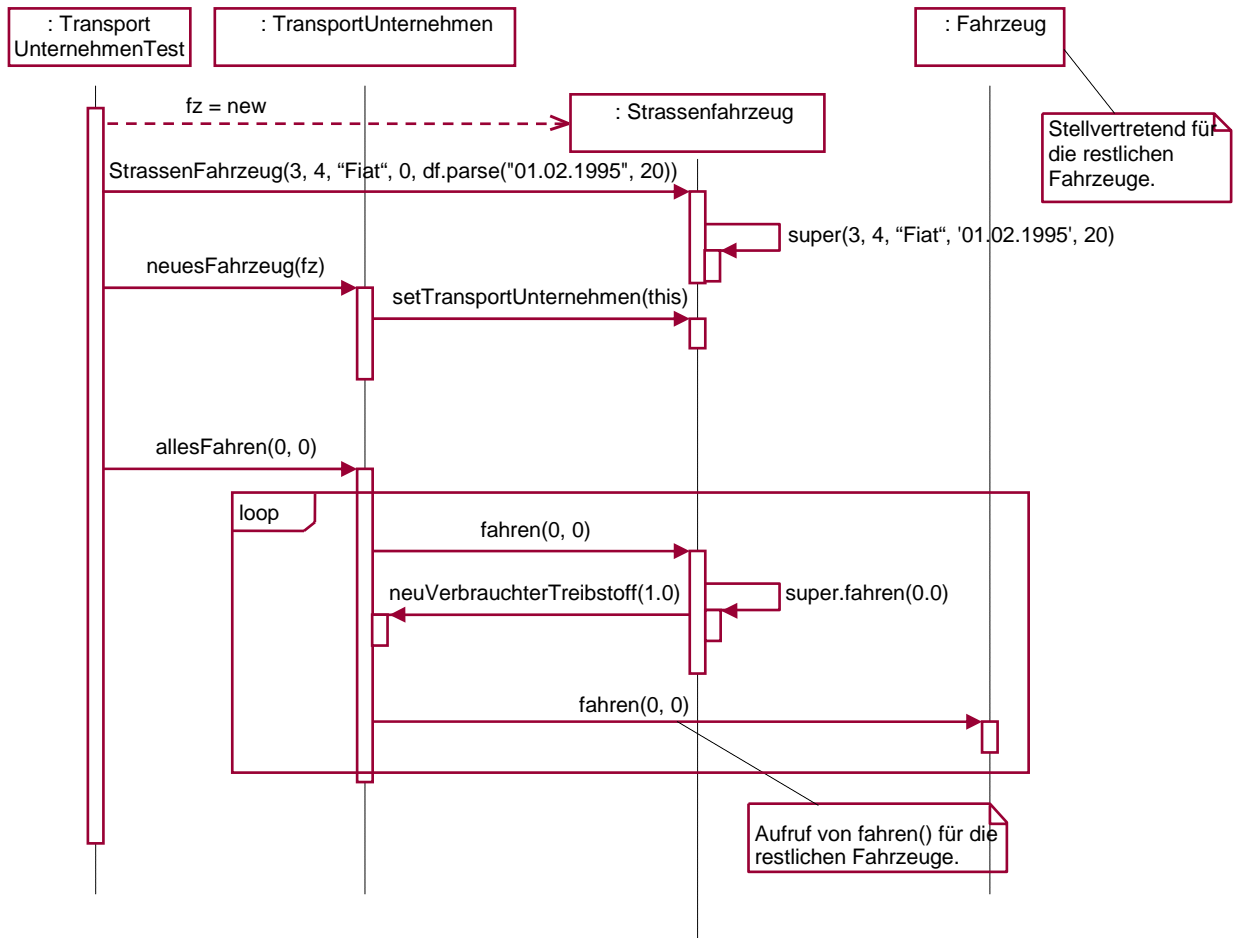 : Transport
UnternehmenTest
: TransportUnternehmen
: Fahrzeug
fz = new
: Strassenfahrzeug
Stellvertretend für
die restlichen
Fahrzeuge.
StrassenFahrzeug(3, 4, “Fiat“, 0, df.parse("01.02.1995", 20))
super(3, 4, “Fiat“, '01.02.1995', 20)
neuesFahrzeug(fz)
setTransportUnternehmen(this)
allesFahren(0, 0)
loop
fahren(0, 0)
neuVerbrauchterTreibstoff(1.0)
super.fahren(0.0)
fahren(0, 0)
Aufruf von fahren() für die
restlichen Fahrzeuge.